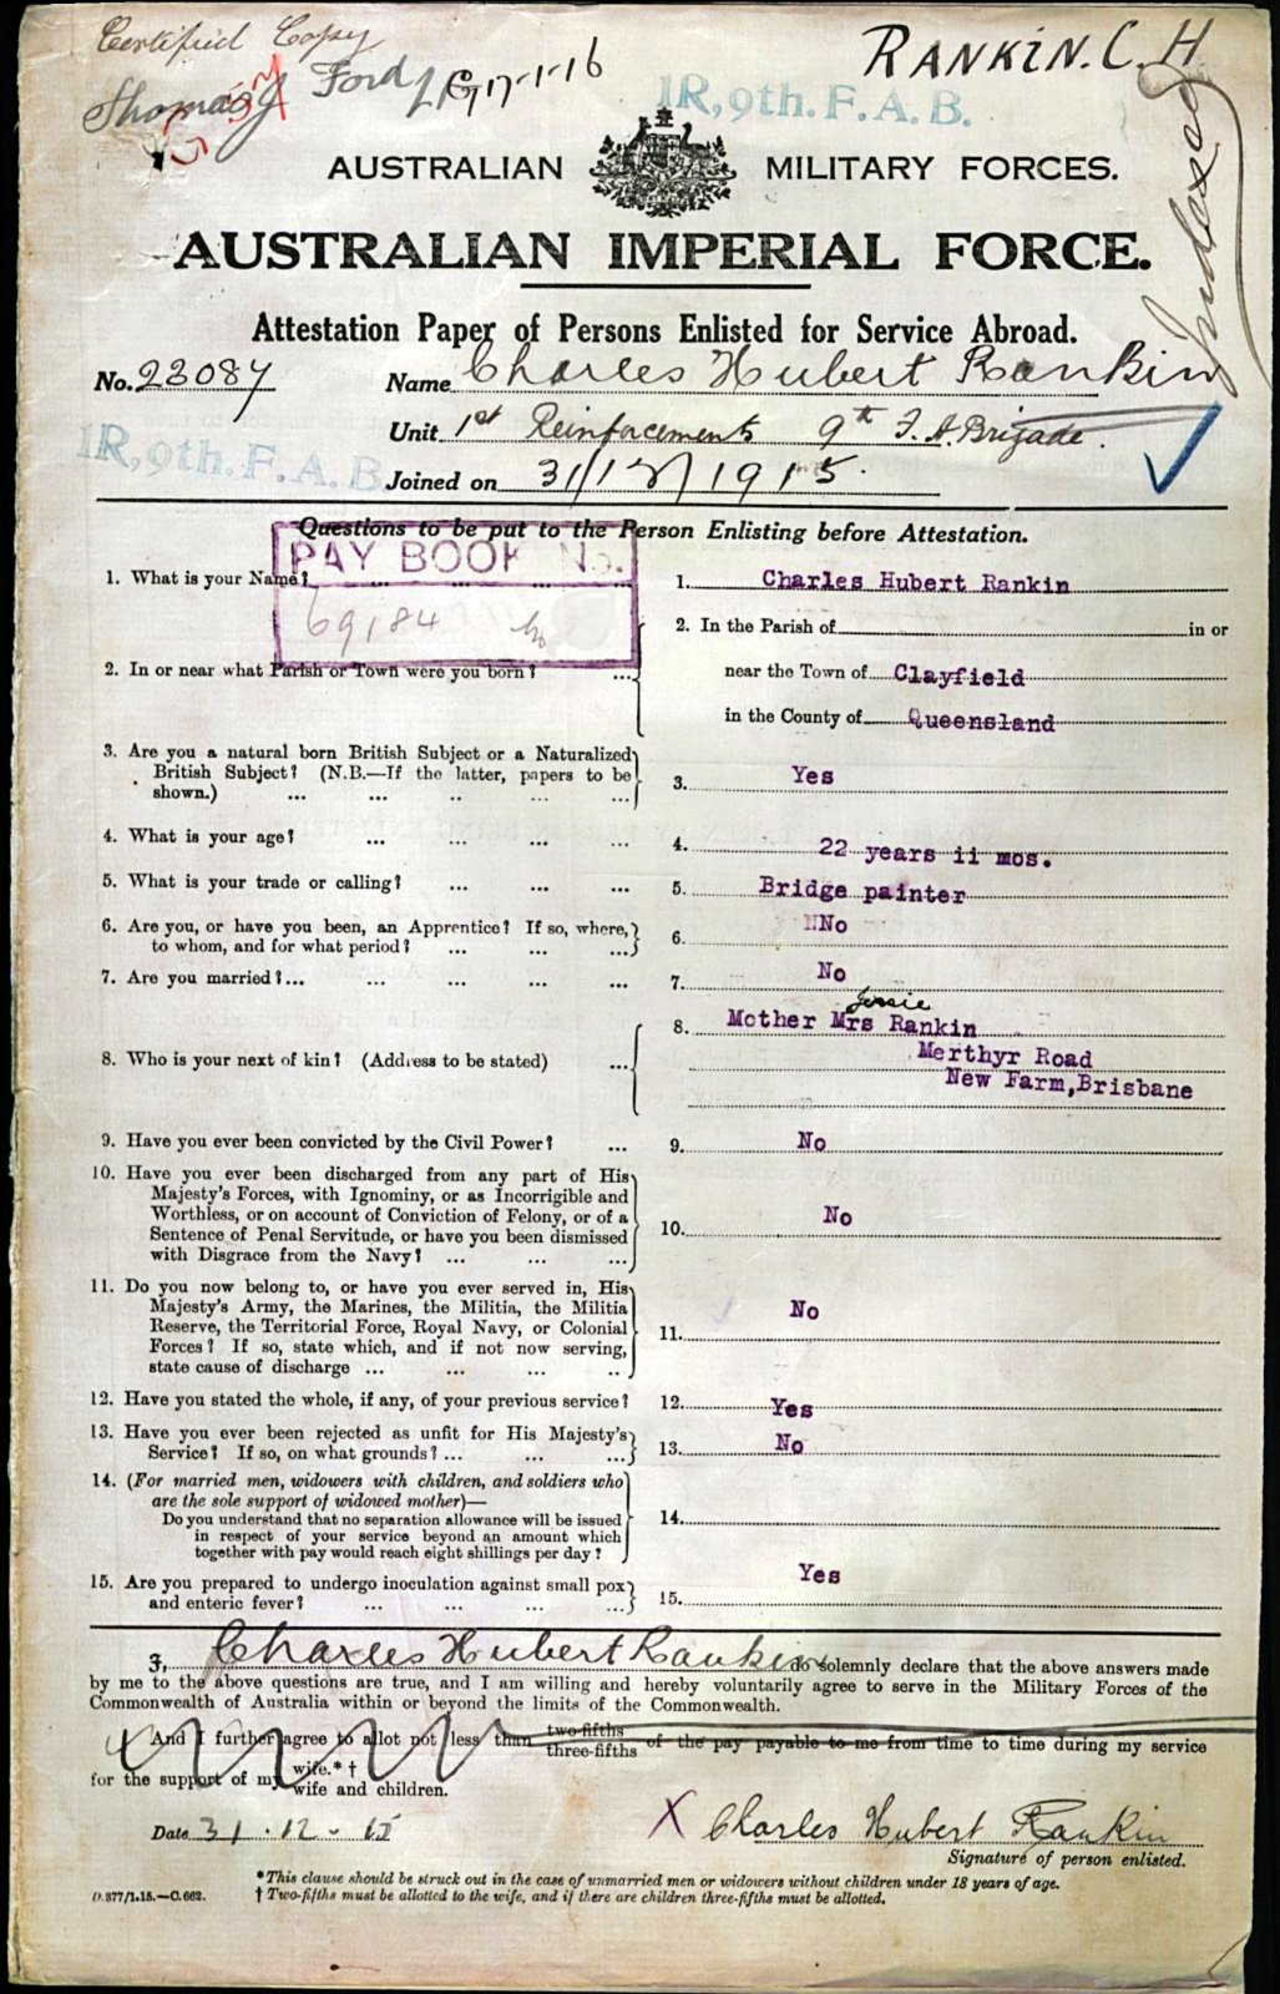 Certified Copy
Thomas J Ford Lt
G 17-1-16
RANKIN. C. H
1R, 9th. F. A. B.
AUSTRALIAN MILITARY FORCES.
AUSTRALIAN IMPERIAL FORCE.
Attestation Paper of Persons Enlisted for Service Abroad.
No. 23087 Name Charles Hubert Rankin
Unit 1st Reinforcements 9th F. A. Brigade.
1R, 9th. F. A. B.
Joined on 31/12/1915.
Questions to be put to the Person Enlisting before Attestation.
PAY BOOK No.
69184
1. What is your Name? ... ... ... 1. Charles Hubert Rankin
2. In or near what Parish or Town were you born? ... 2. In the Parish of in or
near the Town of Clayfield
in the County of Queensland
3. Are you a natural born British Subject or a Naturalized
British Subject? (N.B.—If the latter, papers to be
shown.) ... ... .. ... ... 3. Yes
4. What is your age? ... ... ... ... 4. 22 years ii mos.
5. What is your trade or calling? ... ... ... 5. Bridge painter
6. Are you, or have you been, an Apprentice? If so, where,
to whom, and for what period? ... ... ... 6. NNo
7. Are you married?... ... ... ... ... 7. No
Jessie
8. Who is your next of kin? (Address to be stated) ... 8. Mother Mrs Rankin
Merthyr Road
New Farm,Brisbane
9. Have you ever been convicted by the Civil Power? ... 9. No
10. Have you ever been discharged from any part of His
Majesty's Forces, with Ignominy, or as Incorrigible and
Worthless, or on account of Conviction of Felony, or of a
Sentence of Penal Servitude, or have you been dismissed
with Disgrace from the Navy? ... ... ... 10. No
11. Do you now belong to, or have you ever served in, His
Majesty's Army, the Marines, the Militia, the Militia
Reserve, the Territorial Force, Royal Navy, or Colonial
Forces? If so, state which, and if not now serving,
state cause of discharge ... ... ... .. 11. No
12. Have you stated the whole, if any, of your previous service? 12. Yes
13. Have you ever been rejected as unfit for His Majesty's
Service? If so, on what grounds? ... ... ... 13. No
14. (For married men, widowers with children, and soldiers who
are the sole support of widowed mother)—
Do you understand that no separation allowance will be issued
in respect of your service beyond an amount which
together with pay would reach eight shillings per day? 14.
15. Are you prepared to undergo inoculation against small pox
and enteric fever? ... ... ... ... 15. Yes
I, Charles Hubert Rankin do solemnly declare that the above answers made
by me to the above questions are true, and I am willing and hereby voluntarily agree to serve in the Military Forces of the
Commonwealth of Australia within or beyond the limits of the Commonwealth.
And I further agree to allot not less than two-fifths three-fifths of the pay payable to me from time to time during my service
for the support of my wife.* † wife and children.
Date 31.12.15 X Charles Hubert Rankin
Signature of person enlisted.
* This clause should be struck out in the case of unmarried men or widowers without children under 18 years of age.
D.877/1.15.—C.662. † Two-fifths must be allotted to the wife, and if there are children three-fifths must be allotted.